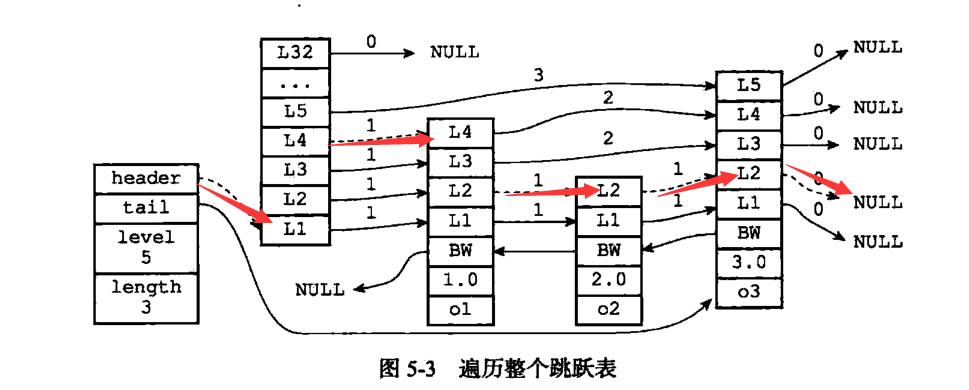 L32 0 NULL
...
L5 3
L4 1
L3 1
L2 1
L1 1
header
tail
level
5
length
3
L4 2
L3 2
L2 1
L1 1
BW
1.0
o1
NULL
L2 1
L1 1
BW
2.0
o2
L5 0 NULL
L4 0 NULL
L3 0 NULL
L2 0 NULL
L1 0 NULL
BW
3.0
o3
图 5-3 遍历整个跳跃表